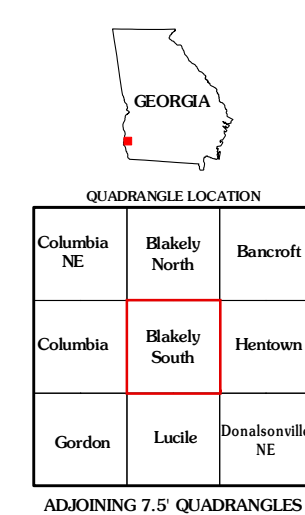 GEORGIA
QUADRANGLE LOCATION
Columbia
NE
Blakely
North
Bancroft
Columbia
Blakely
South
Hentown
Gordon
Lucile
Donalsonville
NE
ADJOINING 7.5' QUADRANGLES